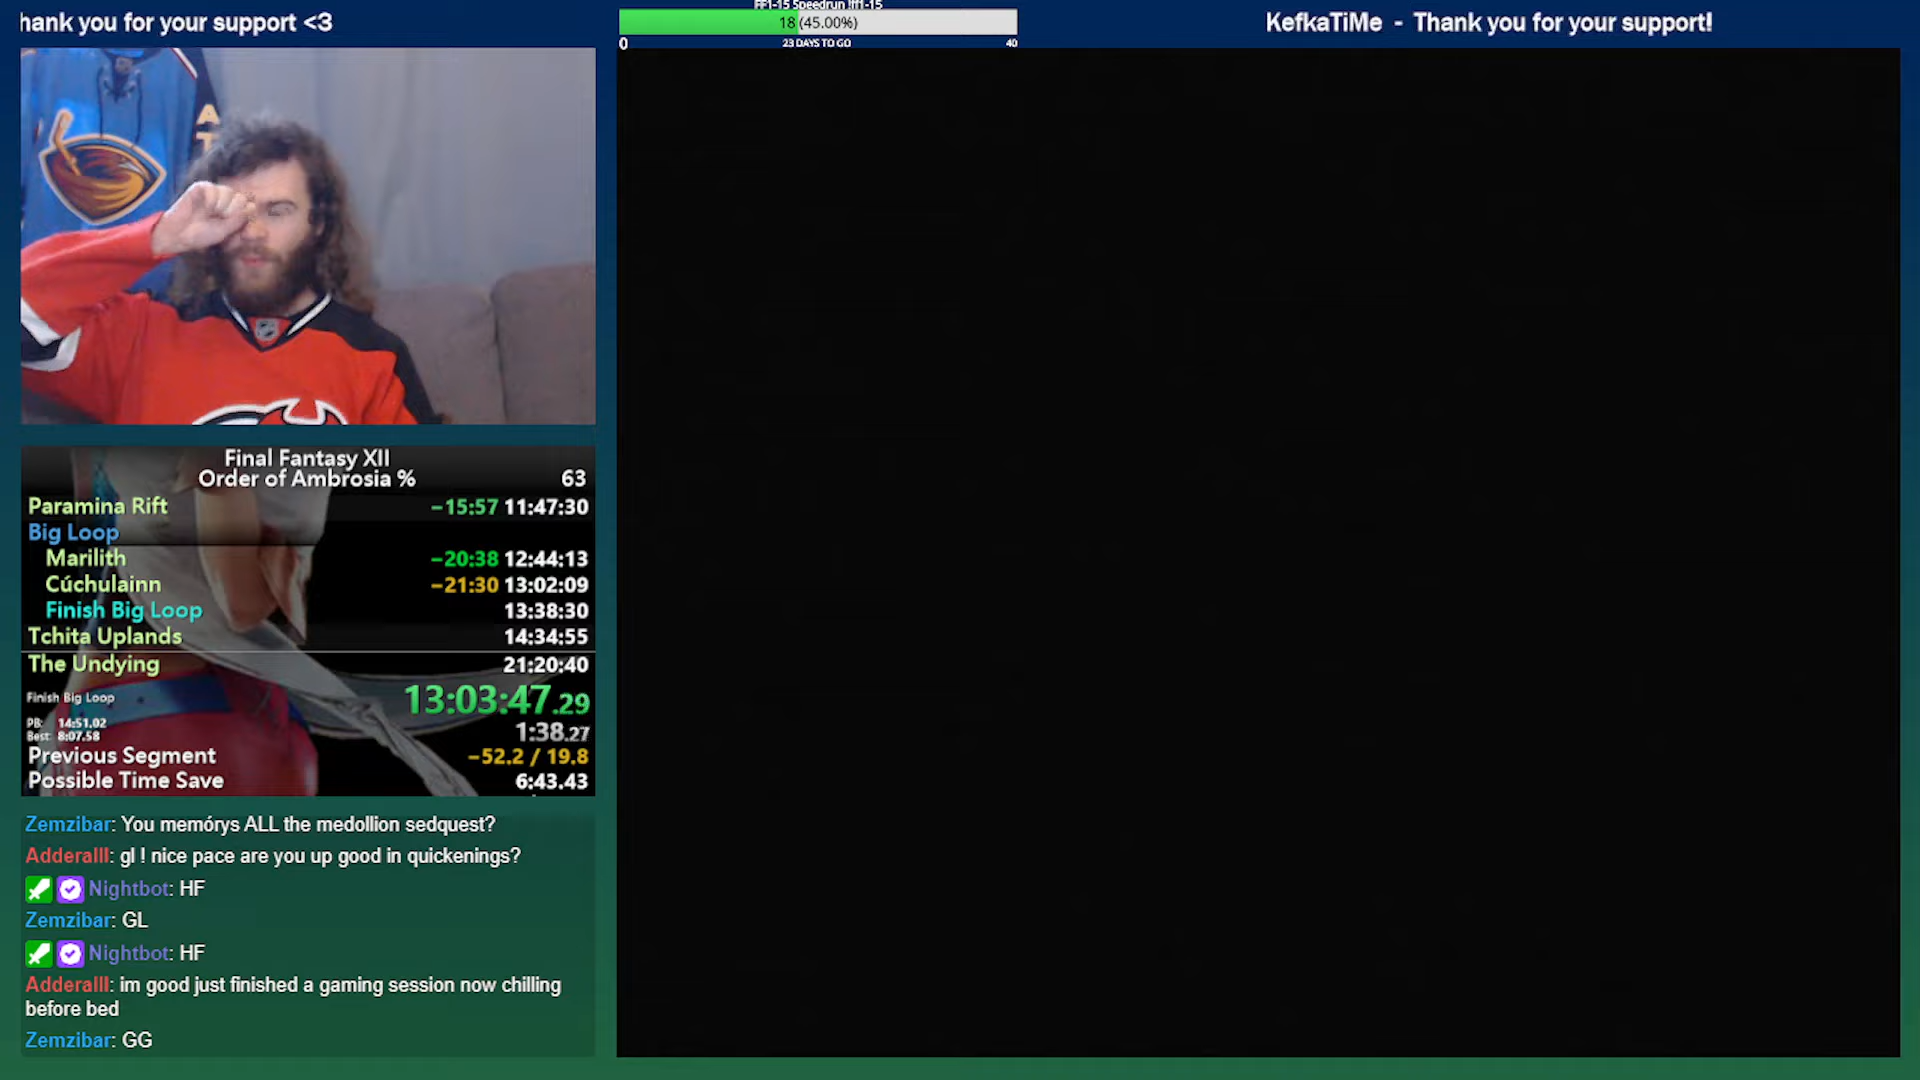 hank you for your support <3
FF1-15 Speedrun !ff1-15
18 (45.00%)
0
23 DAYS TO GO
40
KefkaTiMe - Thank you for your support!
A
T
Final Fantasy XII
Order of Ambrosia %
63
Paramina Rift -15:57 11:47:30
Big Loop
Marilith -20:38 12:44:13
Cúchulainn -21:30 13:02:09
Finish Big Loop 13:38:30
Tchita Uplands 14:34:55
The Undying 21:20:40
Finish Big Loop 13:03:47.29
PB: 14:51.02
Best: 8:07.58
1:38.27
Previous Segment -52.2 / 19.8
Possible Time Save 6:43.43
Zemzibar: You memórys ALL the medollion sedquest?
Adderalll: gl ! nice pace are you up good in quickenings?
Nightbot: HF
Zemzibar: GL
Nightbot: HF
Adderalll: im good just finished a gaming session now chilling
before bed
Zemzibar: GG